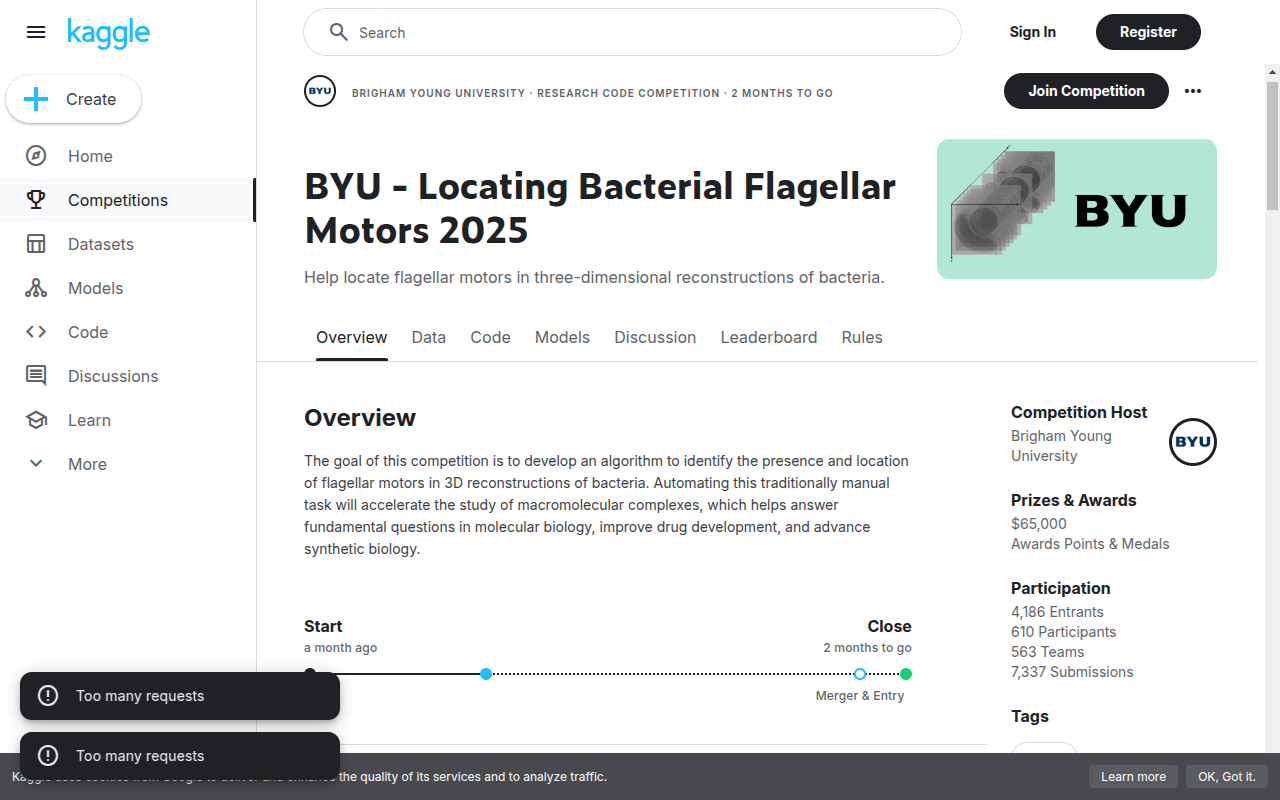 kaggle
Search
Sign In
Register
Create
BYU
BRIGHAM YOUNG UNIVERSITY · RESEARCH CODE COMPETITION · 2 MONTHS TO GO
Join Competition
Home
Competitions
Datasets
Models
Code
Discussions
Learn
More
BYU - Locating Bacterial Flagellar
Motors 2025
Help locate flagellar motors in three-dimensional reconstructions of bacteria.
BYU
Overview
Data
Code
Models
Discussion
Leaderboard
Rules
Overview
The goal of this competition is to develop an algorithm to identify the presence and location
of flagellar motors in 3D reconstructions of bacteria. Automating this traditionally manual
task will accelerate the study of macromolecular complexes, which helps answer
fundamental questions in molecular biology, improve drug development, and advance
synthetic biology.
Start
a month ago
Close
2 months to go
Merger & Entry
Competition Host
Brigham Young
University
BYU
Prizes & Awards
$65,000
Awards Points & Medals
Participation
4,186 Entrants
610 Participants
563 Teams
7,337 Submissions
Tags
Too many requests
Too many requests
the quality of its services and to analyze traffic.
Learn more
OK, Got it.